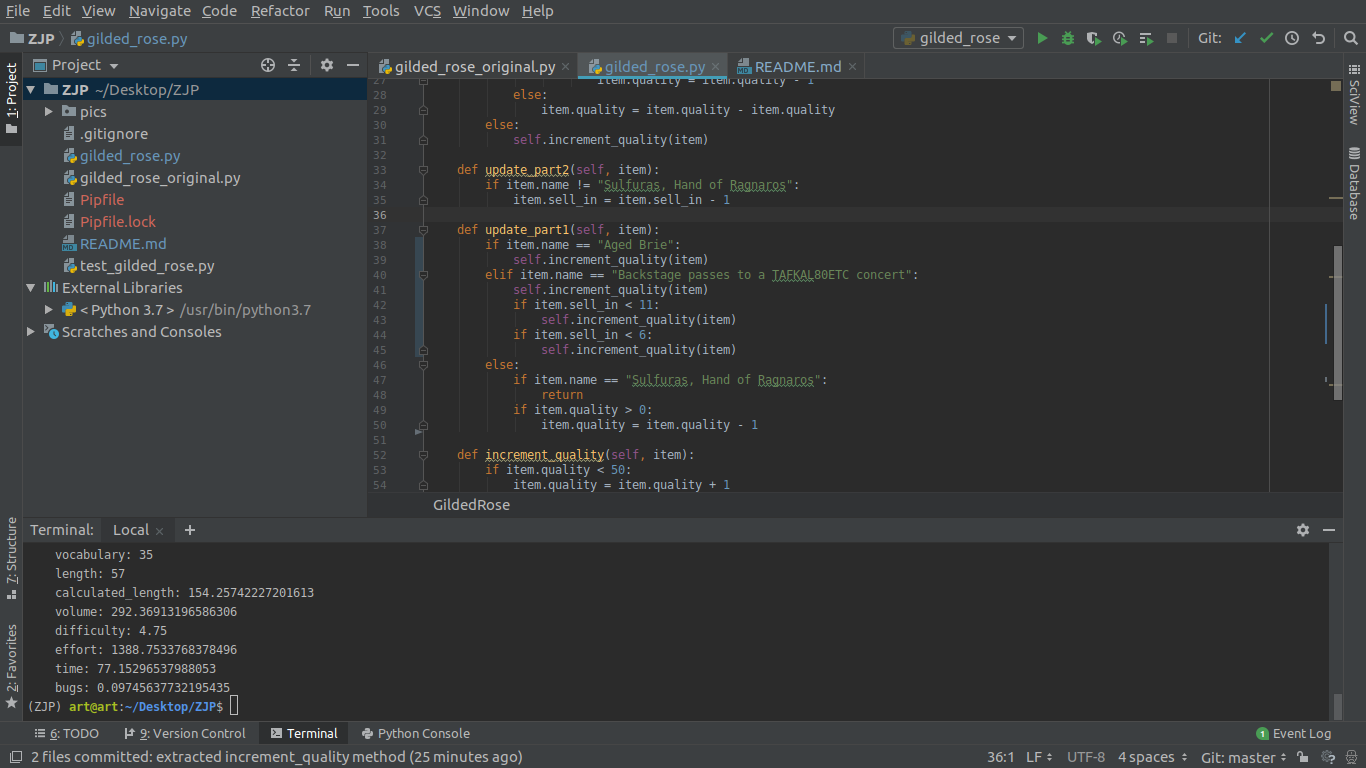 File Edit View Navigate Code Refactor Run Tools VCS Window Help
ZJP gilded_rose.py gilded_rose Git:
1: Project
7: Structure
2: Favorites
Project
ZJP ~/Desktop/ZJP
pics
.gitignore
gilded_rose.py
gilded_rose_original.py
Pipfile
Pipfile.lock
README.md
test_gilded_rose.py
External Libraries
< Python 3.7 > /usr/bin/python3.7
Scratches and Consoles
gilded_rose_original.py gilded_rose.py README.md
27 item.quality = item.quality - 1
28 else:
29 item.quality = item.quality - item.quality
30 else:
31 self.increment_quality(item)
32
33 def update_part2(self, item):
34 if item.name != "Sulfuras, Hand of Ragnaros":
35 item.sell_in = item.sell_in - 1
36
37 def update_part1(self, item):
38 if item.name == "Aged Brie":
39 self.increment_quality(item)
40 elif item.name == "Backstage passes to a TAFKAL80ETC concert":
41 self.increment_quality(item)
42 if item.sell_in < 11:
43 self.increment_quality(item)
44 if item.sell_in < 6:
45 self.increment_quality(item)
46 else:
47 if item.name == "Sulfuras, Hand of Ragnaros":
48 return
49 if item.quality > 0:
50 item.quality = item.quality - 1
51
52 def increment_quality(self, item):
53 if item.quality < 50:
54 item.quality = item.quality + 1
GildedRose
SciView
Database
Terminal: Local +
vocabulary: 35
length: 57
calculated_length: 154.25742227201613
volume: 292.36913196586306
difficulty: 4.75
effort: 1388.7533768378496
time: 77.15296537988053
bugs: 0.09745637732195435
(ZJP) art@art:~/Desktop/ZJP$
6: TODO 9: Version Control Terminal Python Console 1 Event Log
2 files committed: extracted increment_quality method (25 minutes ago) 36:1 LF UTF-8 4 spaces Git: master